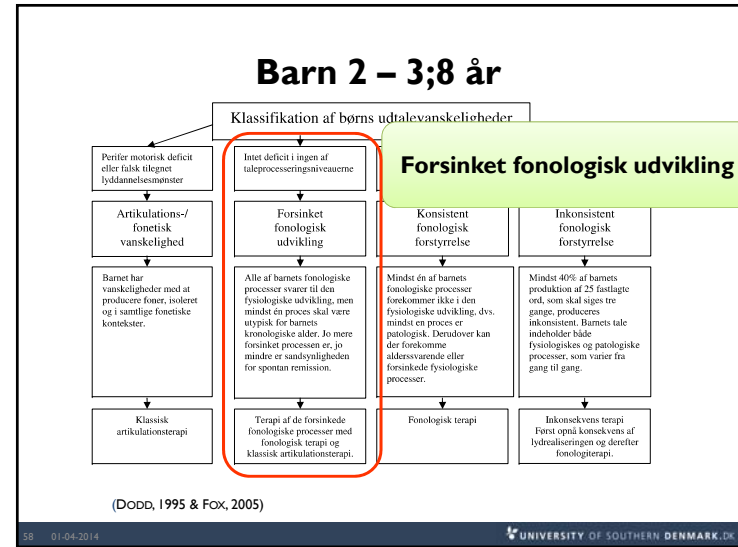 Barn 2 – 3;8 år
Klassifikation af børns udtalevanskeligheder
Forsinket fonologisk udvikling
Perifer motorisk deficit
eller falsk tilegnet
lyddannelsesmønster
Intet deficit i ingen af
taleprocesseringsniveauerne
Artikulations-/
fonetisk
vanskelighed
Forsinket
fonologisk
udvikling
Konsistent
fonologisk
forstyrrelse
Inkonsistent
fonologisk
forstyrrelse
Barnet har
vanskeligheder med at
producere foner, isoleret
og i samtlige fonetiske
kontekster.
Alle af barnets fonologiske
processer svarer til den
fysiologiske udvikling, men
mindst én proces skal være
utypisk for barnets
kronologiske alder. Jo mere
forsinket processen er, jo
mindre er sandsynligheden
for spontan remission.
Mindst én af barnets
fonologiske processer
forekommer ikke i den
fysiologiske udvikling, dvs.
mindst en proces er
patologisk. Derudover kan
der forekomme
alderssvarende eller
forsinkede fysiologiske
processer.
Mindst 40% af barnets
produktion af 25 fastlagte
ord, som skal siges tre
gange, produceres
inkonsistent. Barnets tale
indeholder både
fysiologiskes og patologiske
processer, som varier fra
gang til gang.
Klassisk
artikulationsterapi
Terapi af de forsinkede
fonologiske processer med
fonologisk terapi og
klassisk artikulationsterapi.
Fonologisk terapi
Inkonsekvens terapi
Først opnå konsekvens af
lydrealiseringen og derefter
fonologiterapi.
(DODD, 1995 & FOX, 2005)
58 01-04-2014
UNIVERSITY OF SOUTHERN DENMARK.DK